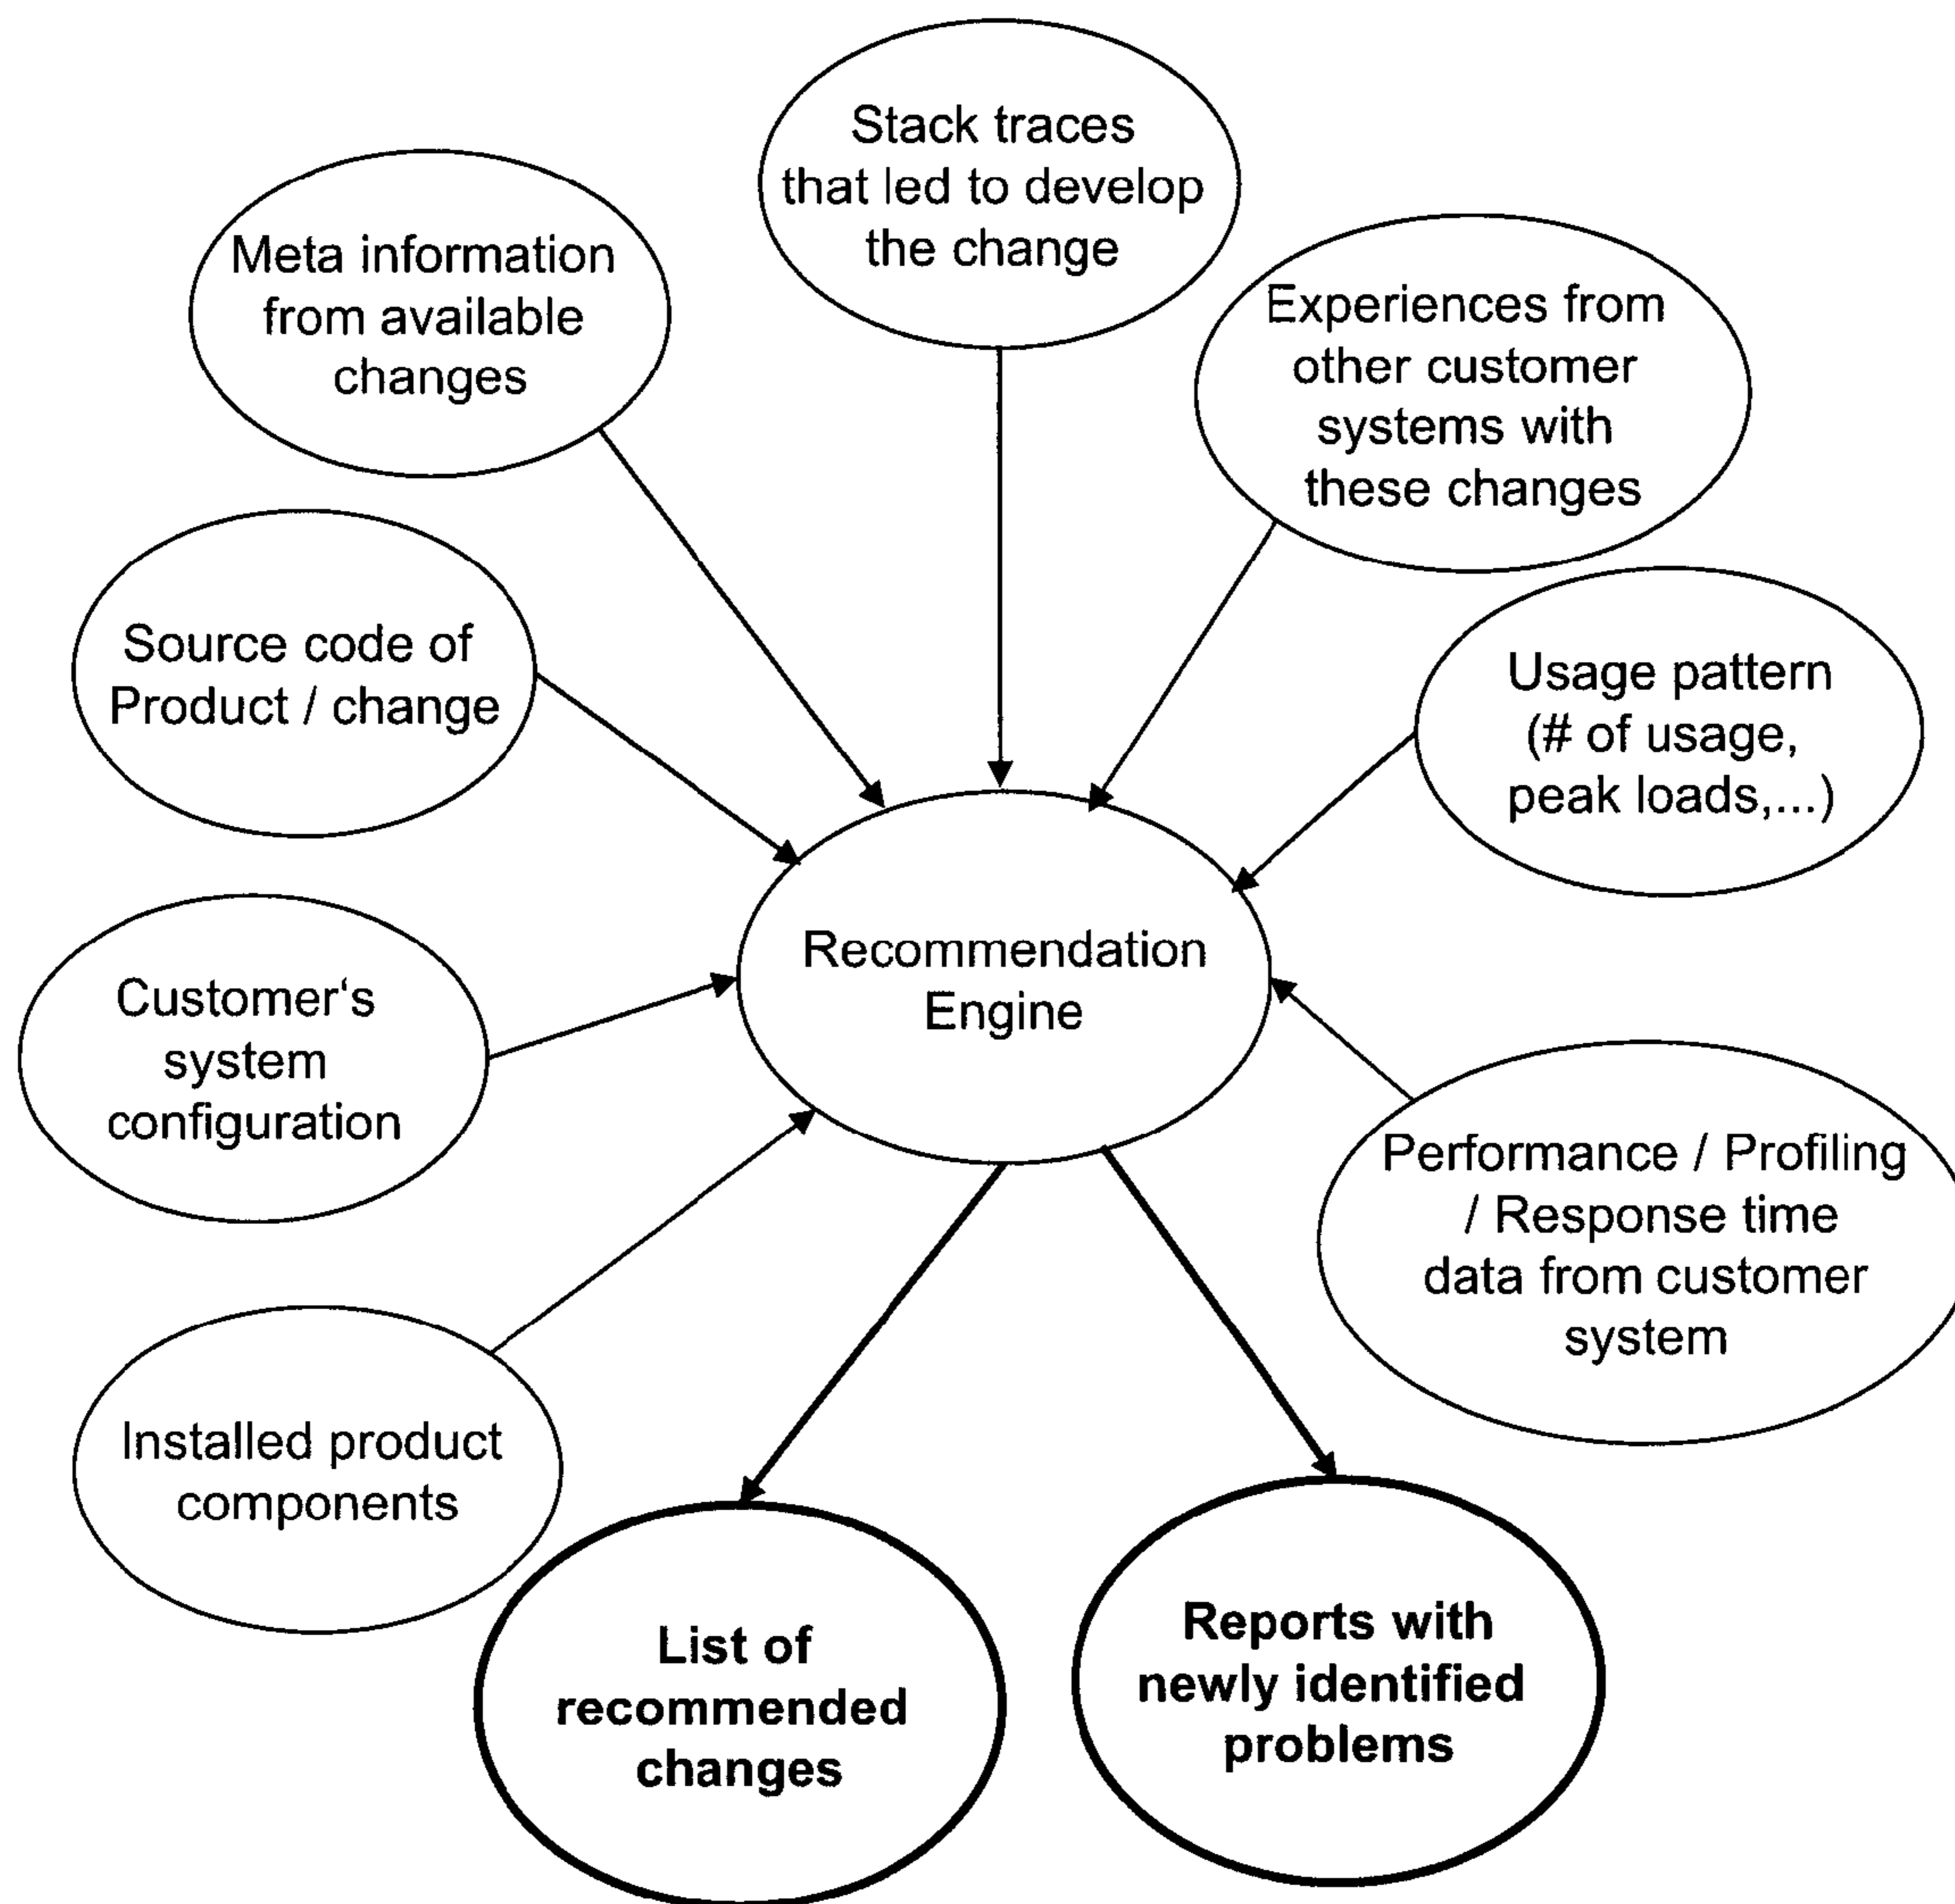 Stack traces
that led to develop
the change
Meta information
from available
changes
Experiences from
other customer
systems with
these changes
Source code of
Product / change
Usage pattern
(# of usage,
peak loads,...)
Recommendation
Engine
Customer‘s
system
configuration
Performance / Profiling
/ Response time
data from customer
system
Installed product
components
List of
recommended
changes
Reports with
newly identified
problems